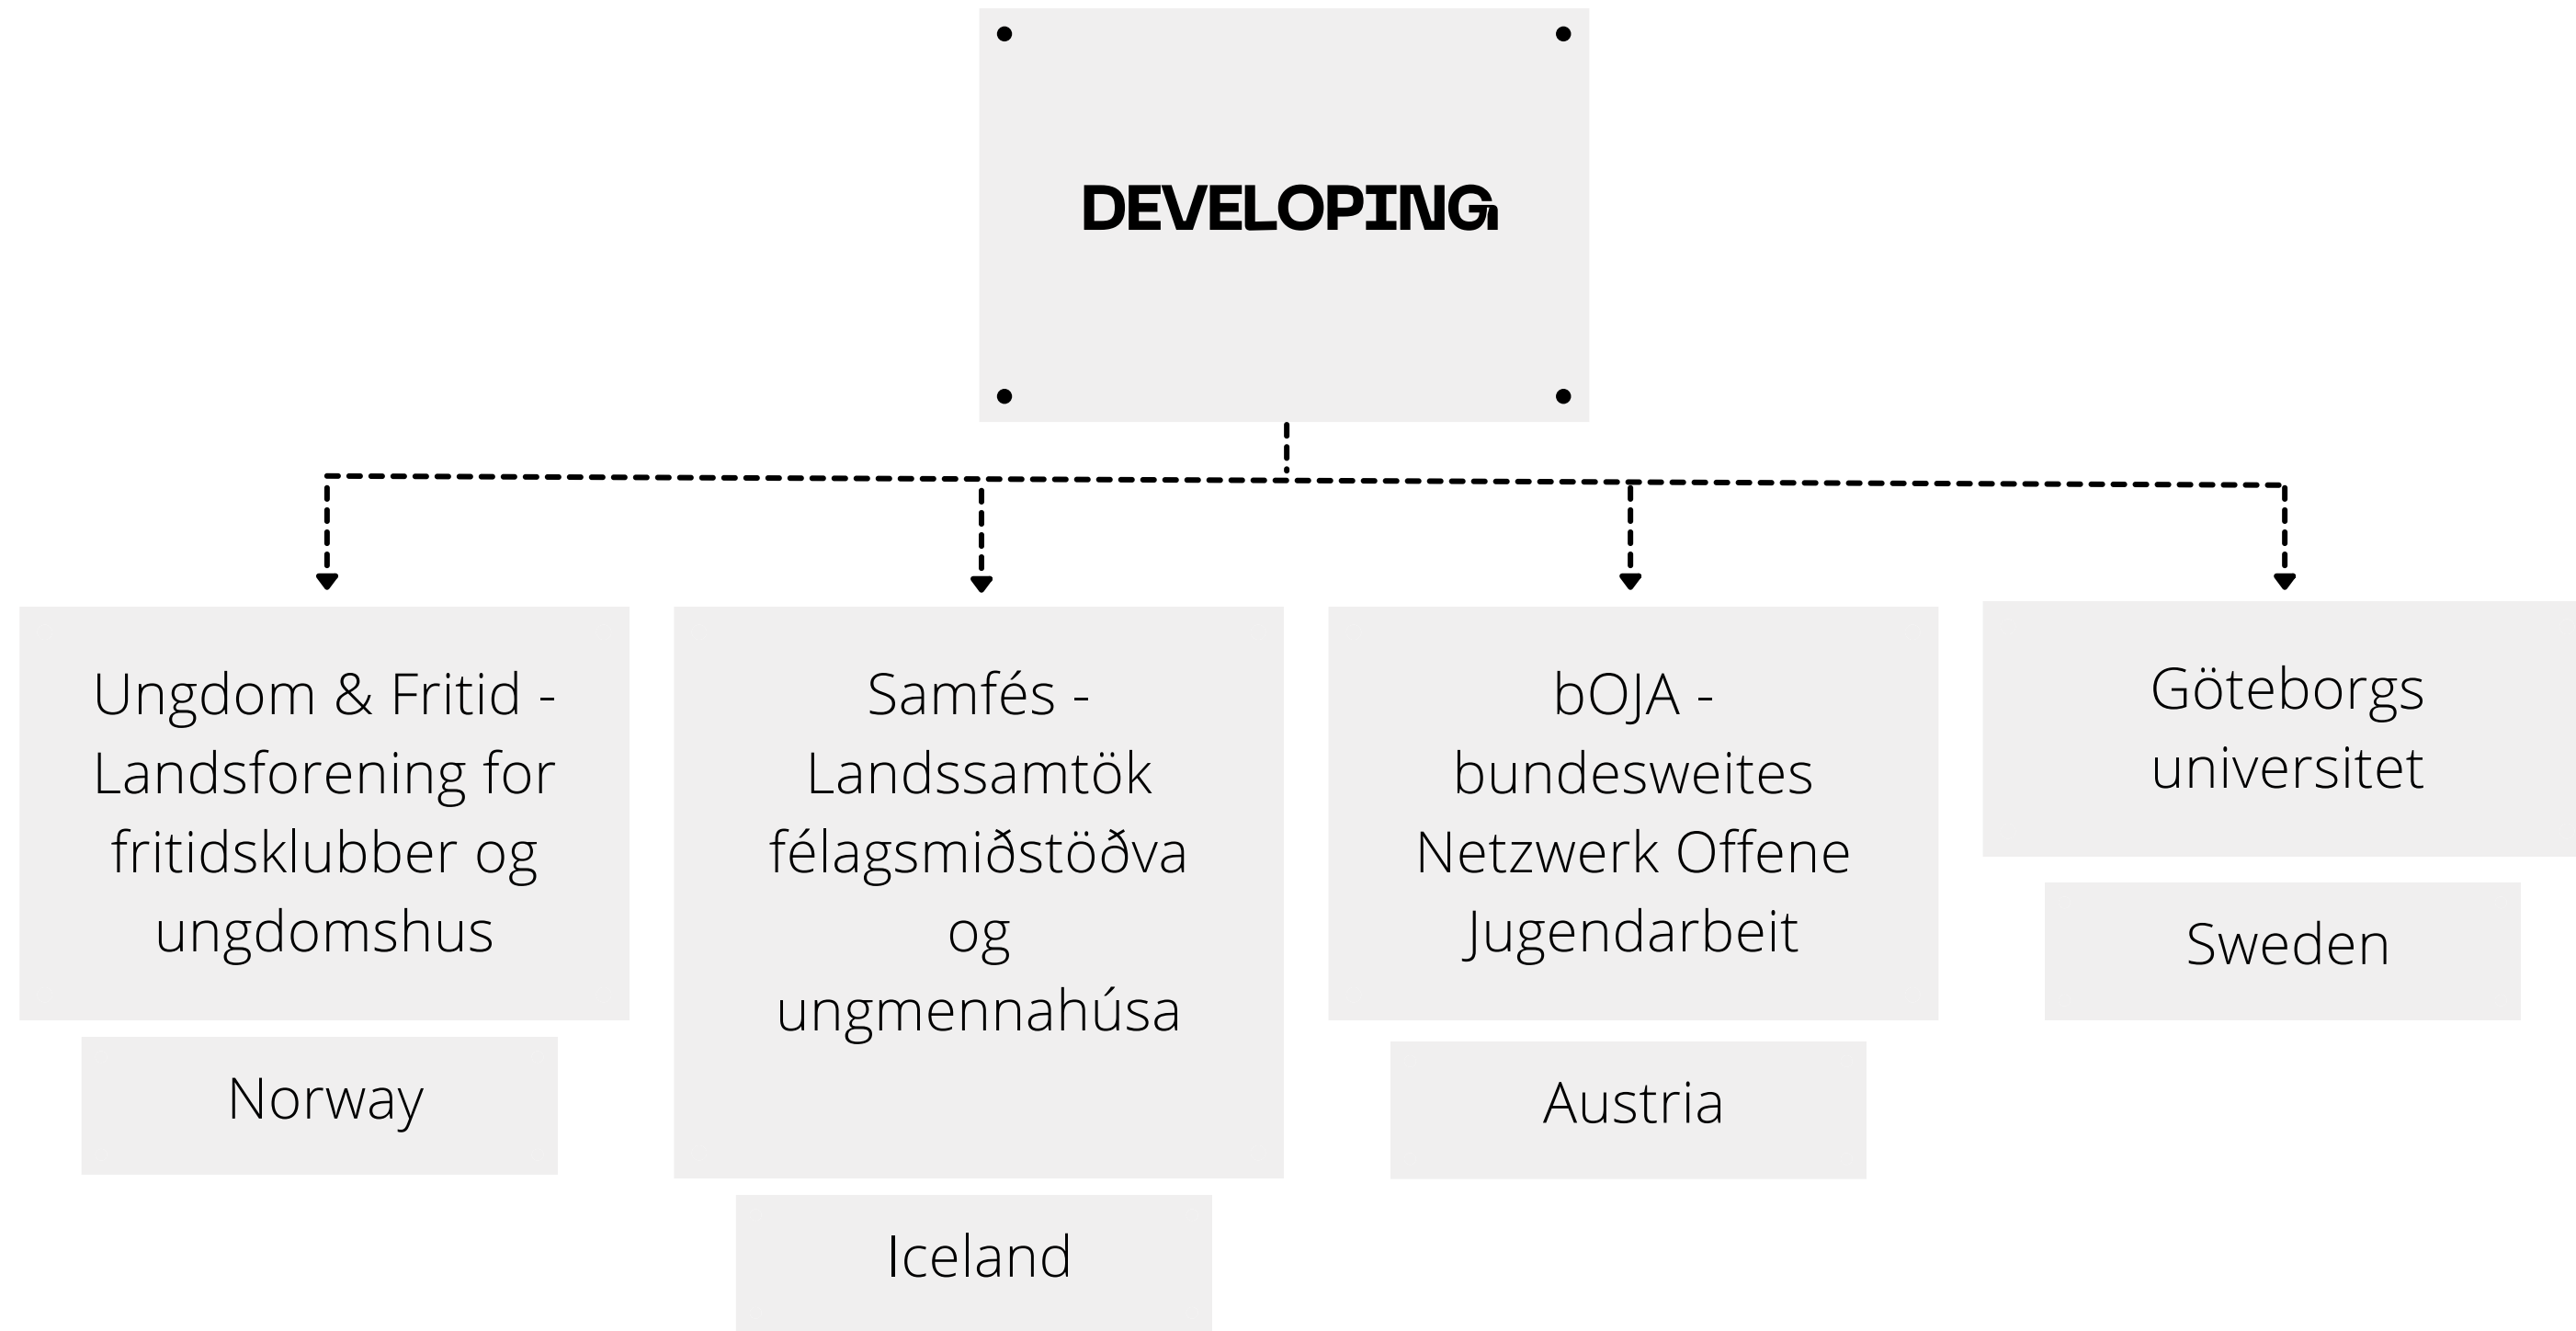 DEVELOPING
Ungdom & Fritid -
Landsforening for
fritidsklubber og
ungdomshus
Norway
Samfés -
Landssamtök
félagsmiðstöðva
og
ungmennahúsa
Iceland
bOJA -
bundesweites
Netzwerk Offene
Jugendarbeit
Austria
Göteborgs
universitet
Sweden